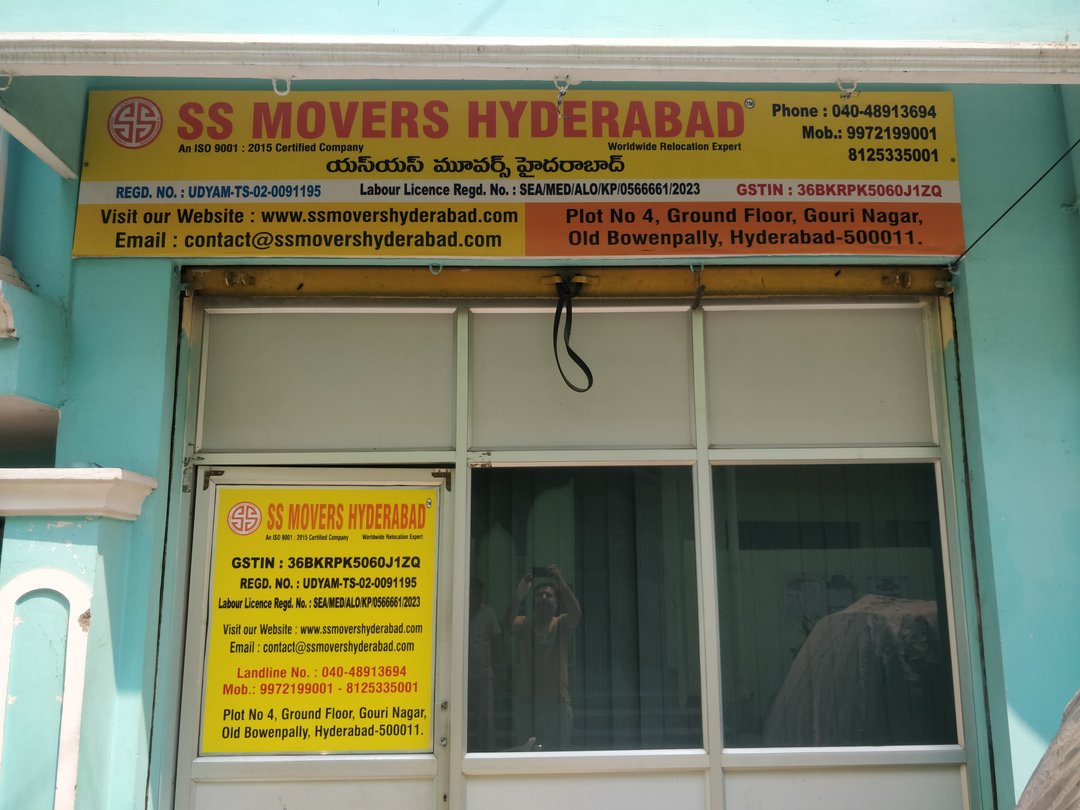 SS
SS MOVERS HYDERABAD TM
An ISO 9001 : 2015 Certified Company Worldwide Relocation Expert
యస్‌యస్ మూవర్స్ హైదరాబాద్
Phone : 040-48913694
Mob.: 9972199001
8125335001
REGD. NO. : UDYAM-TS-02-0091195 Labour Licence Regd. No. : SEA/MED/ALO/KP/0566661/2023 GSTIN : 36BKRPK5060J1ZQ
Visit our Website : www.ssmovershyderabad.com
Email : contact@ssmovershyderabad.com
Plot No 4, Ground Floor, Gouri Nagar,
Old Bowenpally, Hyderabad-500011.
SS
SS MOVERS HYDERABAD TM
An ISO 9001 : 2015 Certified Company Worldwide Relocation Expert
GSTIN : 36BKRPK5060J1ZQ
REGD. NO. : UDYAM-TS-02-0091195
Labour Licence Regd. No. : SEA/MED/ALO/KP/0566661/2023
Visit our Website : www.ssmovershyderabad.com
Email : contact@ssmovershyderabad.com
Landline No. : 040-48913694
Mob.: 9972199001 - 8125335001
Plot No 4, Ground Floor, Gouri Nagar,
Old Bowenpally, Hyderabad-500011.